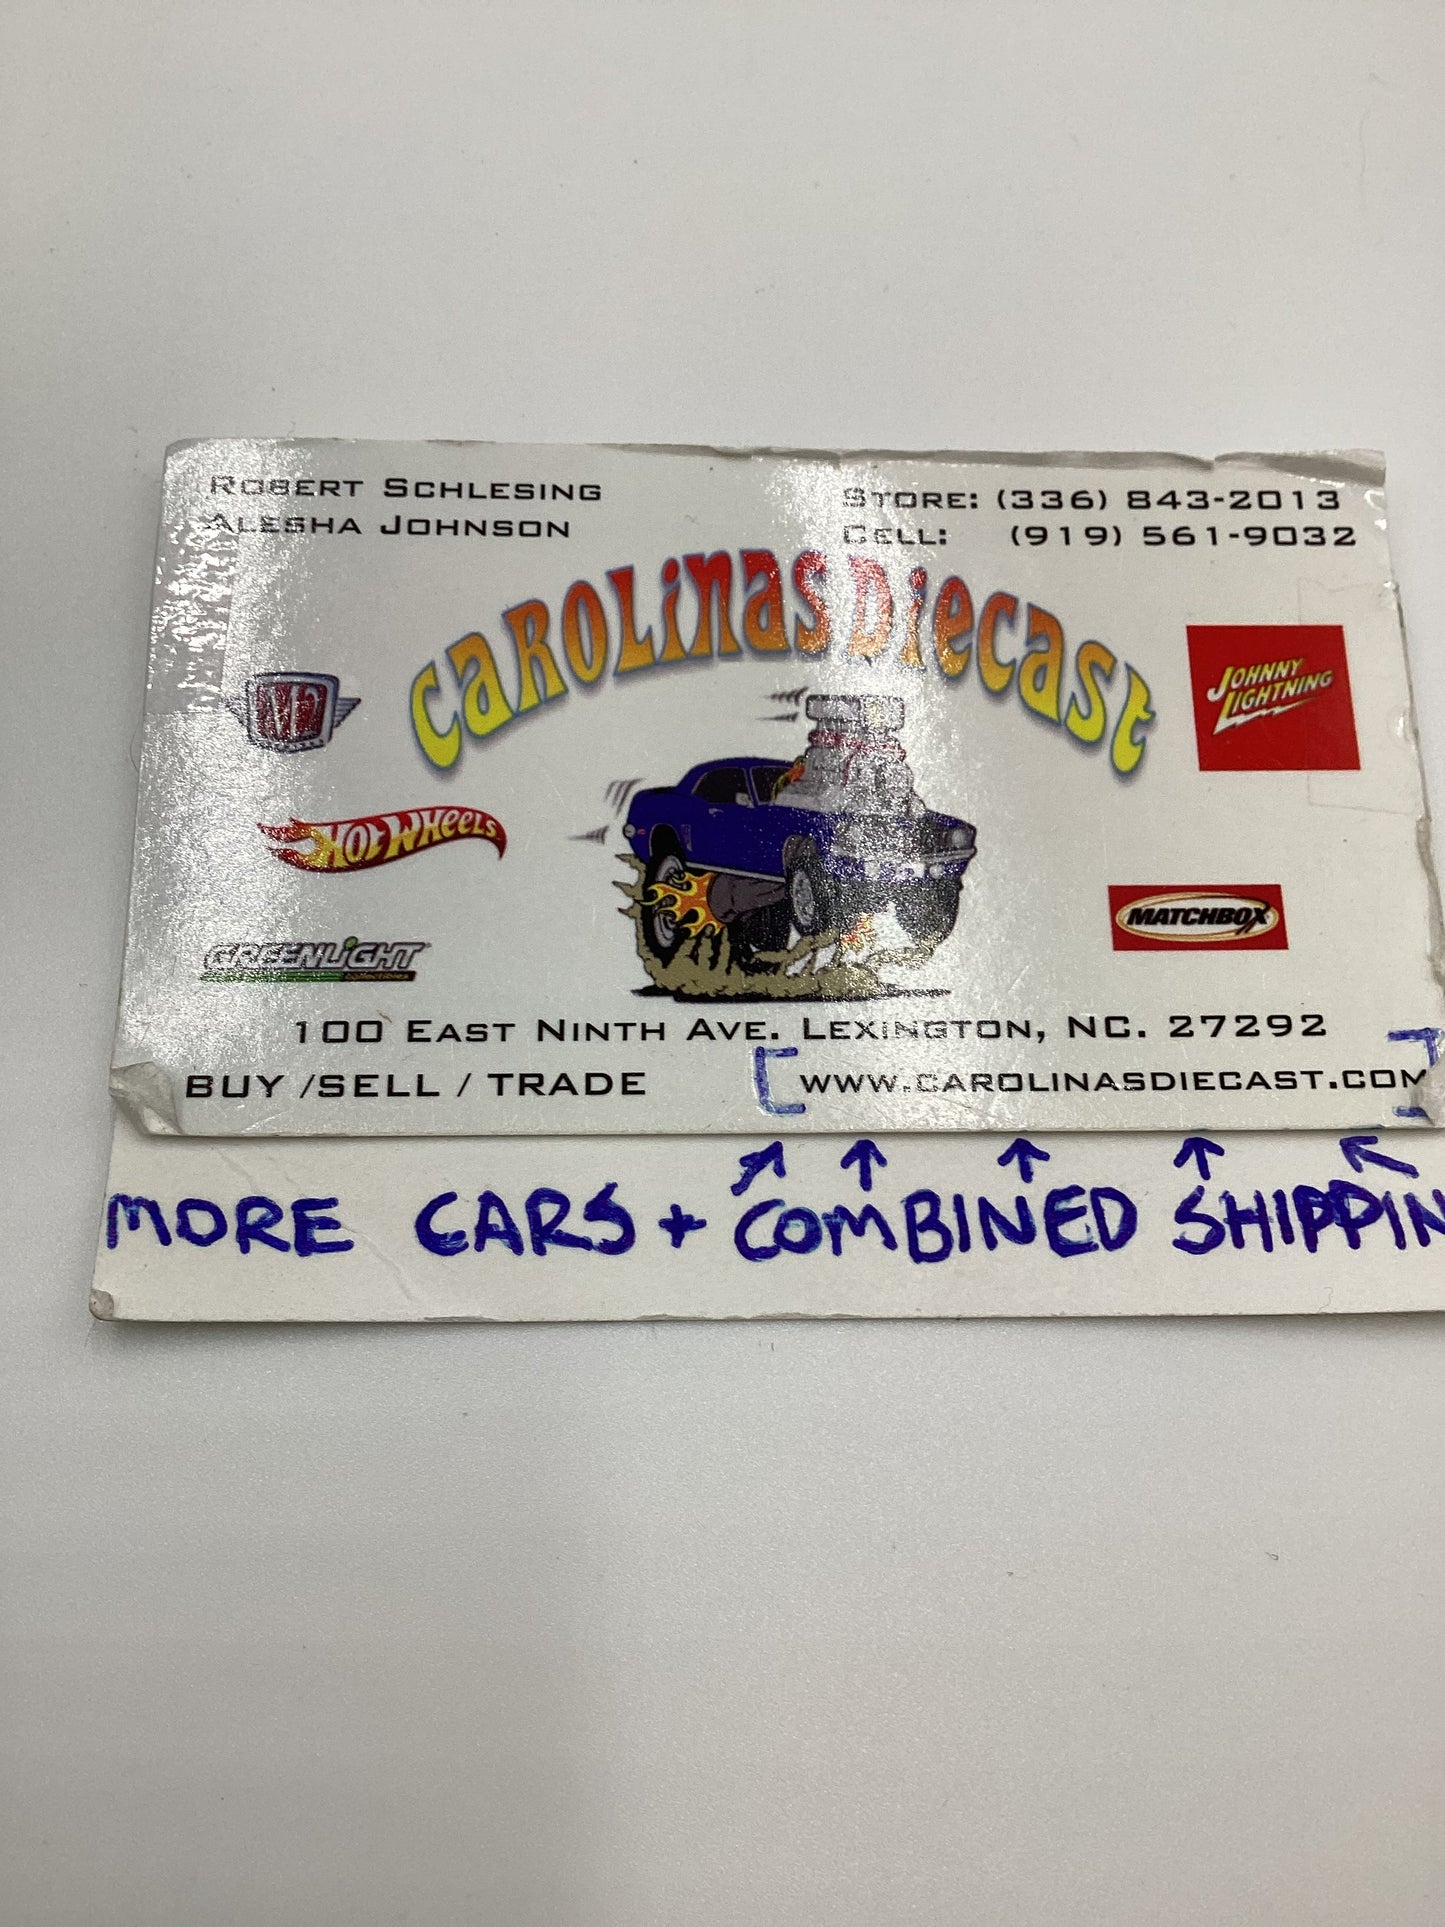 ROBERT SCHLESING
ALESHA JOHNSON
STORE: (336) 843-2013
CELL: (919) 561-9032
CAROLINAS DIECAST
M2
JOHNNY
LIGHTNING
HOT WHEELS
MATCHBOX
GREENLIGHT
COLLECTIBLES
100 EAST NINTH AVE. LEXINGTON, NC. 27292
BUY /SELL / TRADE
WWW.CAROLINASDIECAST.COM
MORE CARS + COMBINED SHIPPIN